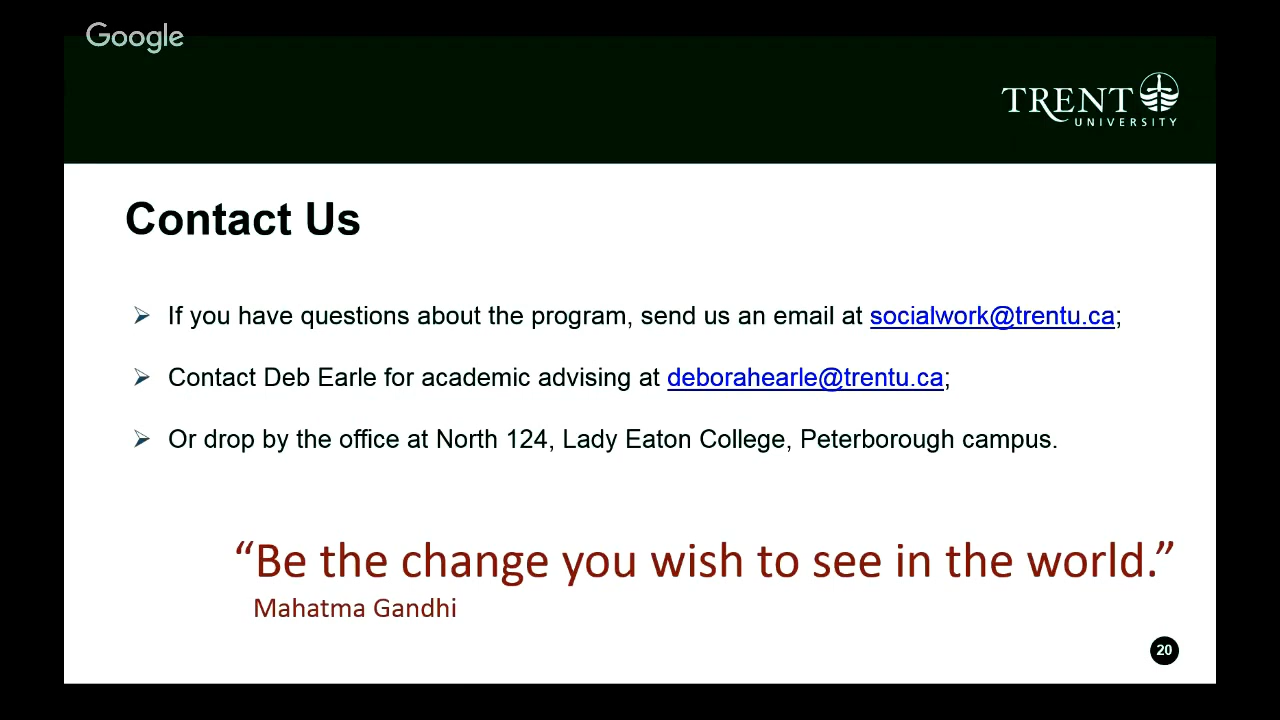 Google
TRENT
UNIVERSITY
Contact Us
If you have questions about the program, send us an email at socialwork@trentu.ca;
Contact Deb Earle for academic advising at deborahearle@trentu.ca;
Or drop by the office at North 124, Lady Eaton College, Peterborough campus.
“Be the change you wish to see in the world.”
Mahatma Gandhi
20